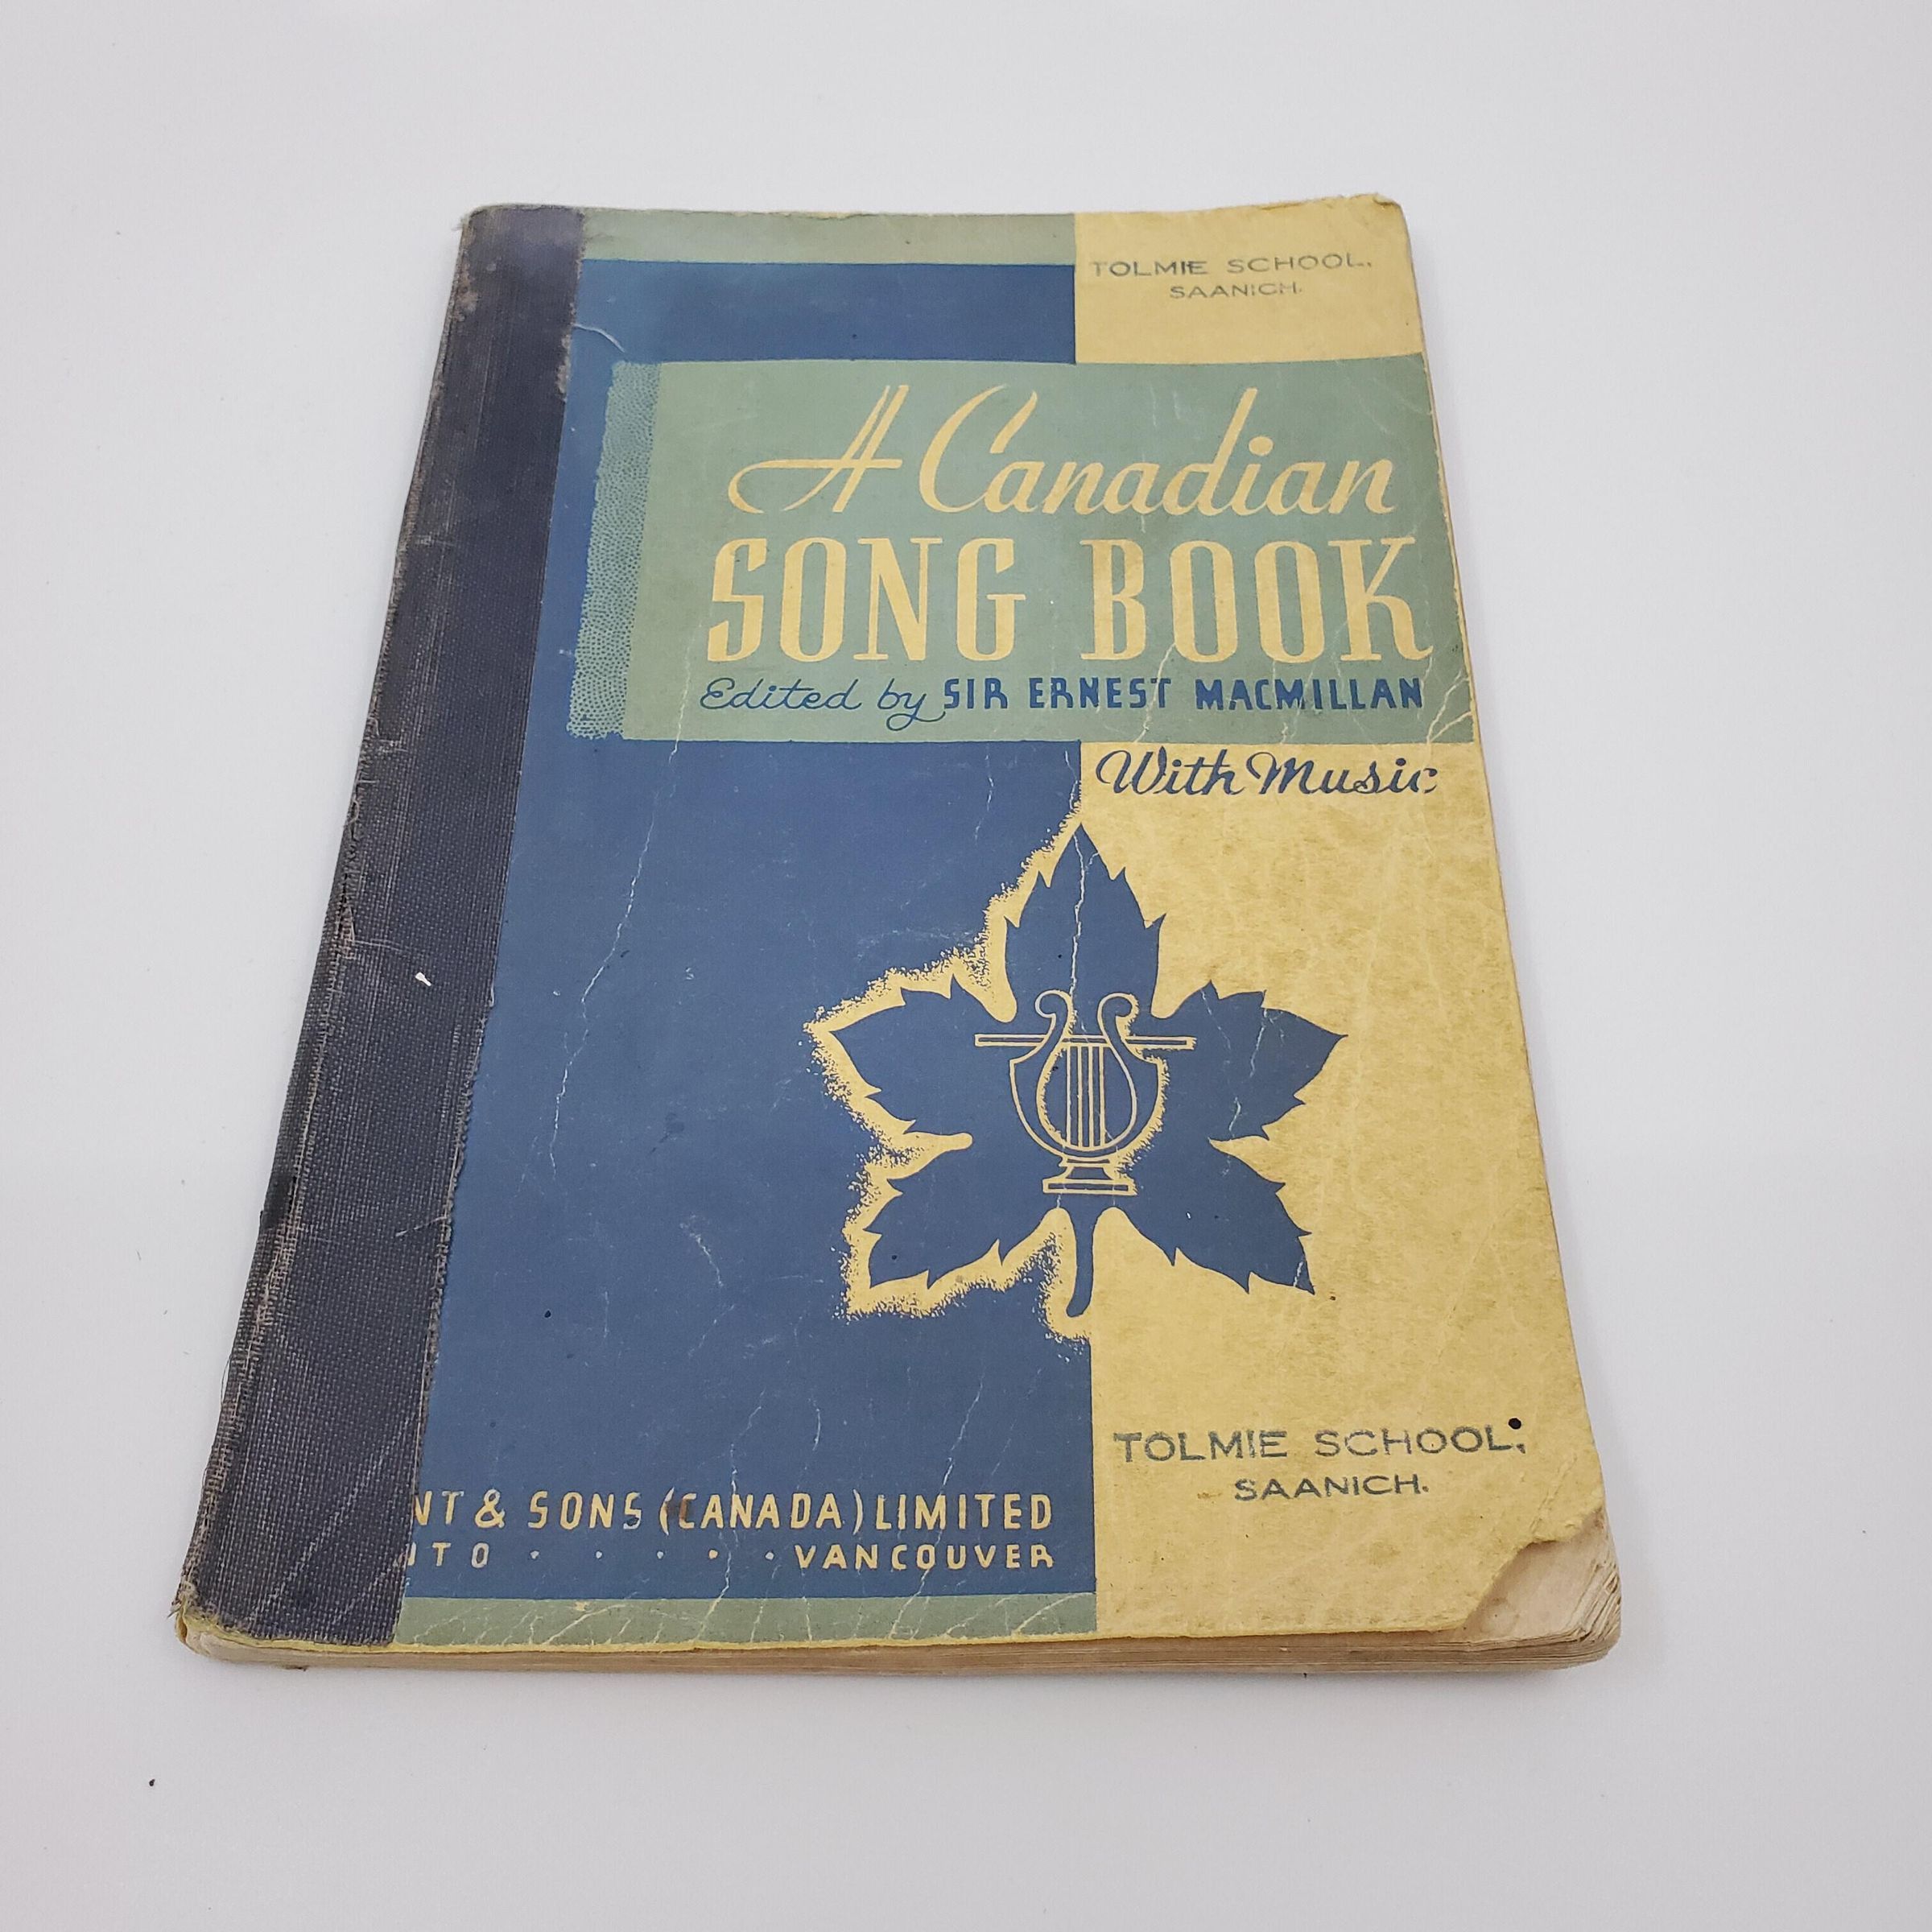 TOLMIE SCHOOL.
SAANICH.
A Canadian
SONG BOOK
Edited by SIR ERNEST MACMILLAN
With Music
TOLMIE SCHOOL,
SAANICH.
NT & SONS (CANADA) LIMITED
NTO · · · · · VANCOUVER